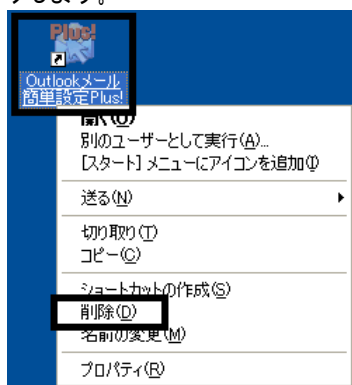 クします。
Plus!
Outlookメール
簡単設定Plus!
開く(O)
別のユーザーとして実行(A)...
[スタート] メニューにアイコンを追加(I)
送る(N)
切り取り(T)
コピー(C)
ショートカットの作成(S)
削除(D)
名前の変更(M)
プロパティ(R)